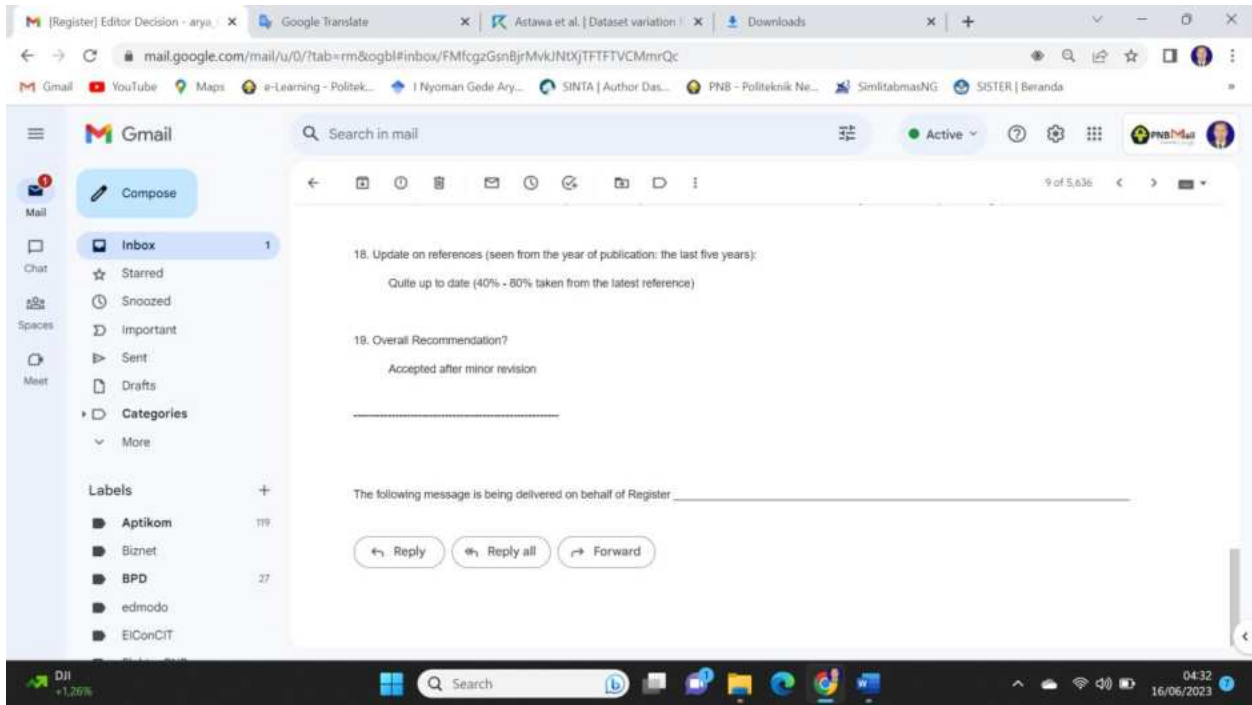 [Register] Editor Decision - arya_
Google Translate
Astawa et al. | Dataset variation
Downloads
mail.google.com/mail/u/0/?tab=rm&ogbl#inbox/FMfcgzGsnBjrMvkJNtXjTFTFTVCMmrQc
Gmail
YouTube
Maps
e-Learning - Politek...
I Nyoman Gede Ary...
SINTA | Author Das...
PNB - Politeknik Ne...
SimlitabmasNG
SISTER | Beranda
Gmail
Search in mail
Active
PNBMail
1
Mail
Chat
Spaces
Meet
Compose
9 of 5,636
Inbox 1
Starred
Snoozed
Important
Sent
Drafts
Categories
More
Labels
Aptikom 119
Biznet
BPD 27
edmodo
EIConCIT
18. Update on references (seen from the year of publication: the last five years):
Quite up to date (40% - 80% taken from the latest reference)
19. Overall Recommendation?
Accepted after minor revision
------------------------------------------------------
The following message is being delivered on behalf of Register ____________________
Reply
Reply all
Forward
DJI
+1,26%
Search
04:32
16/06/2023